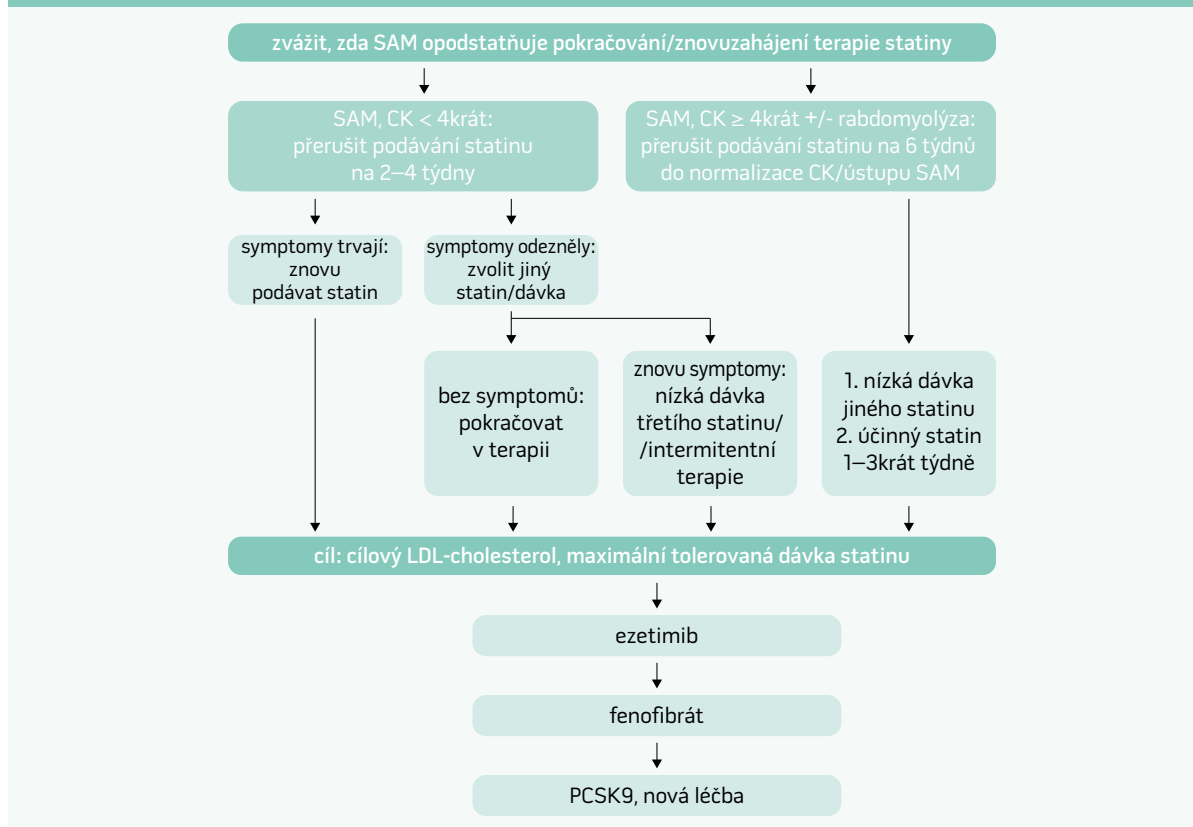 zvážit, zda SAM opodstatňuje pokračování/znovuzahájení terapie statiny
SAM, CK < 4krát:
přerušit podávání statinu
na 2–4 týdny
SAM, CK ≥ 4krát +/- rabdomyolýza:
přerušit podávání statinu na 6 týdnů
do normalizace CK/ústupu SAM
symptomy trvají:
znovu
podávat statin
symptomy odezněly:
zvolit jiný
statin/dávka
bez symptomů:
pokračovat
v terapii
znovu symptomy:
nízká dávka
třetího statinu/
/intermitentní
terapie
1. nízká dávka
jiného statinu
2. účinný statin
1–3krát týdně
cíl: cílový LDL-cholesterol, maximální tolerovaná dávka statinu
ezetimib
fenofibrát
PCSK9, nová léčba